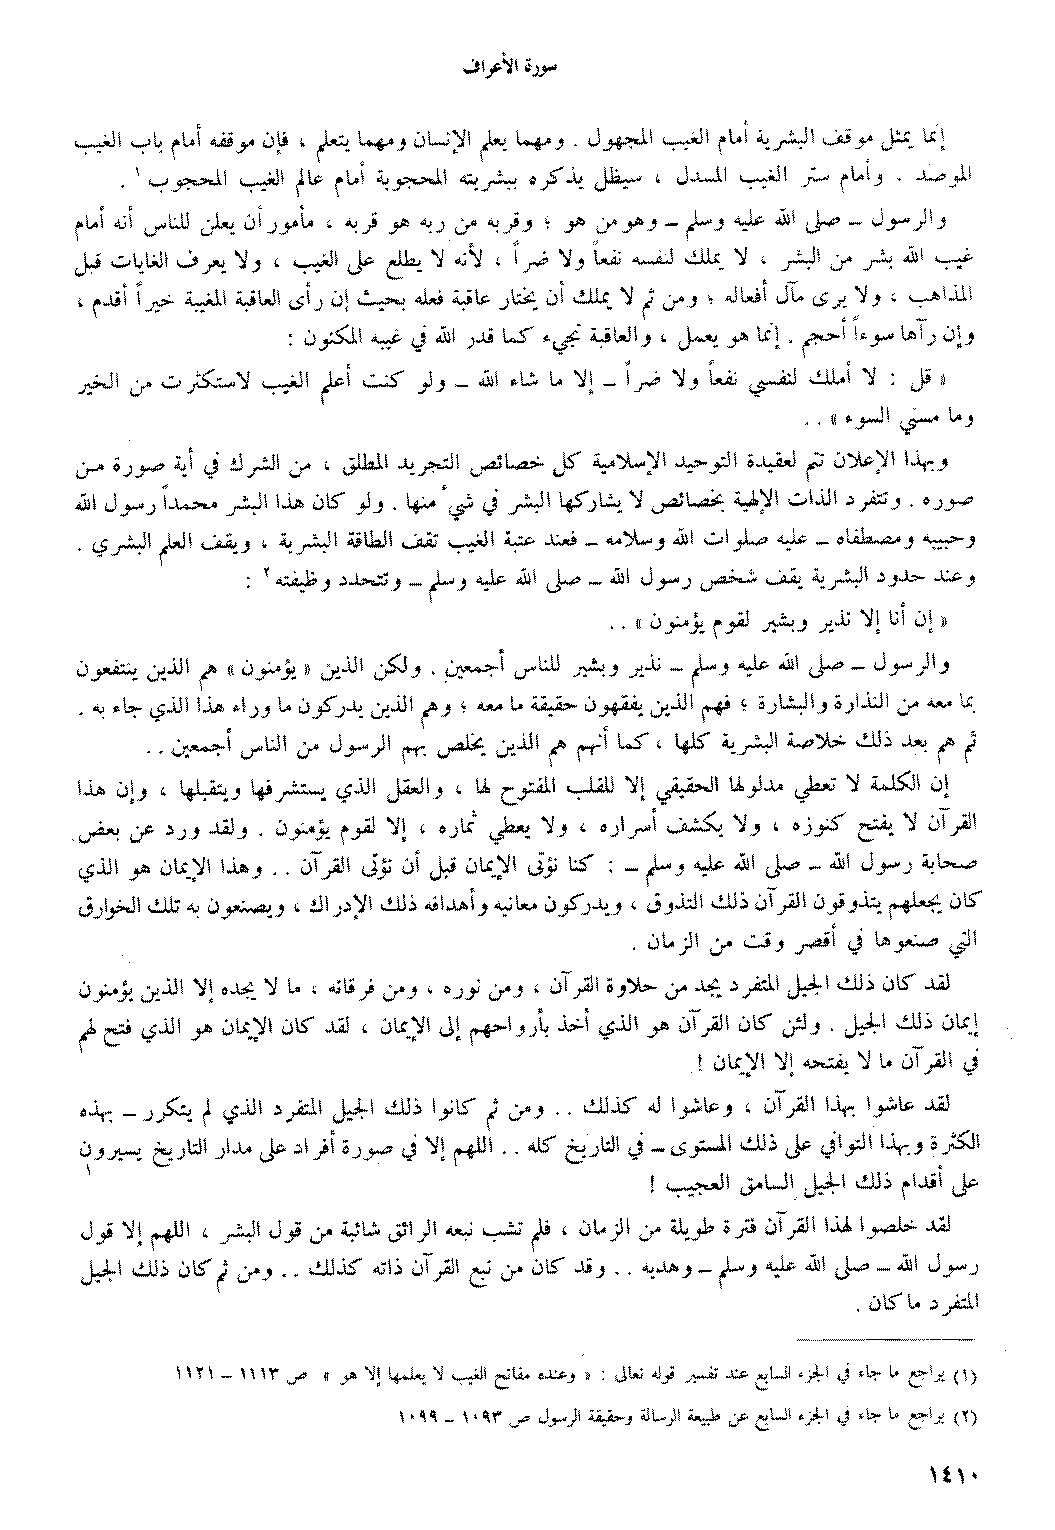 سورة الأعراف
إنما يمثل موقف البشرية أمام الغيب المجهول . ومهما يعلم الإنسان ومهما يتعلم ، فإن موقفه أمام باب الغيب
الموصد . وأمام ستر الغيب المسدل ، سيظل يذكره ببشريته المحجوبة أمام عالم الغيب المحجوب ١ .
والرسول – صلى الله عليه وسلم – وهو من هو ؛ وقربه من ربه هو قربه ، مأمور أن يعلن للناس أنه أمام
غيب الله بشر من البشر ، لا يملك لنفسه نفعاً ولا ضراً ، لأنه لا يطلع على الغيب ، ولا يعرف الغايات قبل
المذاهب ، ولا يرى مآل أفعاله ؛ ومن ثم لا يملك أن يختار عاقبة فعله بحيث إن رأى العاقبة المغيبة خيراً أقدم ،
وإن رآها سوءاً أحجم . إنما هو يعمل ، والعاقبة تجيء كما قدر الله في غيبه المكنون :
« قل : لا أملك لنفسي نفعاً ولا ضراً – إلا ما شاء الله – ولو كنت أعلم الغيب لاستكثرت من الخير
وما مسني السوء » . .
وبهذا الإعلان تتم لعقيدة التوحيد الإسلامية كل خصائص التجريد المطلق ، من الشرك في أية صورة مـن
صوره . وتتفرد الذات الإلهية بخصائص لا يشاركها البشر في شيء منها . ولو كان هذا البشر محمداً رسول الله
وحبيبه ومصطفاه – عليه صلوات الله وسلامه – فعند عتبة الغيب تقف الطاقة البشرية ، ويقف العلم البشري .
وعند حدود البشرية يقف شخص رسول الله – صلى الله عليه وسلم – وتتحدد وظيفته ٢ :
« إن أنا إلا نذير وبشير لقوم يؤمنون » . .
والرسول – صلى الله عليه وسلم – نذير وبشير للناس أجمعين . ولكن الذين « يؤمنون » هم الذين ينتفعون
بما معه من النذارة والبشارة ؛ فهم الذين يفقهون حقيقة ما معه ؛ وهم الذين يدركون ما وراء هذا الذي جاء به .
ثم هم بعد ذلك خلاصة البشرية كلها ، كما أنهم هم الذين يخلص بهم الرسول من الناس أجمعين . .
إن الكلمة لا تعطي مدلولها الحقيقي إلا للقلب المفتوح لها ، والعقل الذي يستشرفها ويتقبلها ، وإن هذا
القرآن لا يفتح كنوزه ، ولا يكشف أسراره ، ولا يعطي ثماره ، إلا لقوم يؤمنون . ولقد ورد عن بعض
صحابة رسول الله – صلى الله عليه وسلم – : كنا نؤتى الإيمان قبل أن نؤتى القرآن . . وهذا الإيمان هو الذي
كان يجعلهم يتذوقون القرآن ذلك التذوق ، ويدركون معانيه وأهدافه ذلك الإدراك ، ويصنعون به تلك الخوارق
التي صنعوها في أقصر وقت من الزمان .
لقد كان ذلك الجيل المتفرد يجد من حلاوة القرآن ، ومن نوره ، ومن فرقانه ، ما لا يجده إلا الذين يؤمنون
إيمان ذلك الجيل . ولئن كان القرآن هو الذي أخذ بأرواحهم إلى الإيمان ، لقد كان الإيمان هو الذي فتح لهم
في القرآن ما لا يفتحه إلا الإيمان !
لقد عاشوا بهذا القرآن ، وعاشوا له كذلك . . ومن ثم كانوا ذلك الجيل المتفرد الذي لم يتكرر – بهذه
الكثرة وبهذا التوافي على ذلك المستوى – في التاريخ كله . . اللهم إلا في صورة أفراد على مدار التاريخ يسيرون
على أقدام ذلك الجيل السامق العجيب !
لقد خلصوا لهذا القرآن فترة طويلة من الزمان ، فلم تشب نبعه الرائق شائبة من قول البشر ، اللهم إلا قول
رسول الله – صلى الله عليه وسلم – وهديه . . وقد كان من نبع القرآن ذاته كذلك . . ومن ثم كان ذلك الجيل
المتفرد ما كان .
(١) يراجع ما جاء في الجزء السابع عند تفسير قوله تعالى : « وعنده مفاتح الغيب لا يعلمها إلا هو » ص ١١١٣ – ١١٢١
(٢) يراجع ما جاء في الجزء السابع عن طبيعة الرسالة وحقيقة الرسول ص ١٠٩٣ – ١٠٩٩
١٤١٠